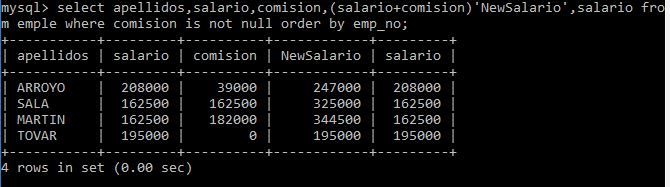 mysql> select apellidos,salario,comision,(salario+comision)'NewSalario',salario fro
m emple where comision is not null order by emp_no;
+-----------+---------+----------+------------+---------+
| apellidos | salario | comision | NewSalario | salario |
+-----------+---------+----------+------------+---------+
| ARROYO    |  208000 |    39000 |     247000 |  208000 |
| SALA      |  162500 |   162500 |     325000 |  162500 |
| MARTIN    |  162500 |   182000 |     344500 |  162500 |
| TOVAR     |  195000 |        0 |     195000 |  195000 |
+-----------+---------+----------+------------+---------+
4 rows in set (0.00 sec)